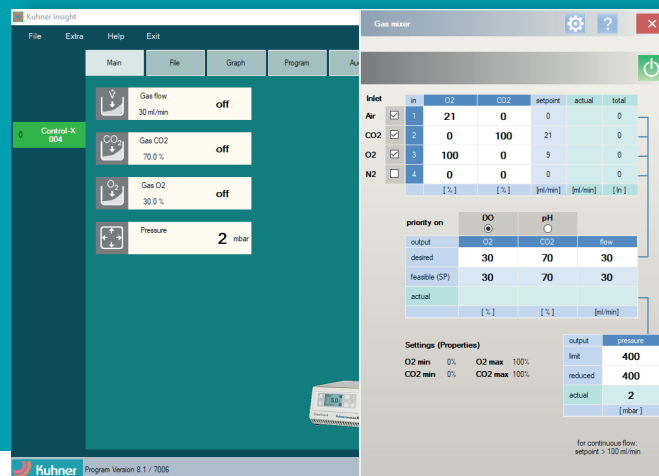 Kuhner Insight
File Extra Help Exit
Main File Graph Program Au
0 Control-X 004
V
Gas flow
30 ml/min
off
CO2
Gas CO2
70.0 %
off
O2
Gas O2
30.0 %
off
Pressure
2 mbar
5.0
Kuhner
Program Version 8.1 / 7006
Gas mixer
?
Inlet in O2 CO2 setpoint actual total
Air 1 21 0 0 0
CO2 2 0 100 21 0
O2 3 100 0 9 0
N2 4 0 0 0 0
[ % ] [ % ] [ml/min] [ml/min] [ ln ]
priority on DO pH
output O2 CO2 flow
desired 30 70 30
feasible (SP) 30 70 30
actual
[ % ] [ % ] [ml/min]
Settings (Properties)
O2 min 0% O2 max 100%
CO2 min 0% CO2 max 100%
output pressure
limit 400
reduced 400
actual 2
[ mbar ]
for continuous flow:
setpoint > 100 ml/min